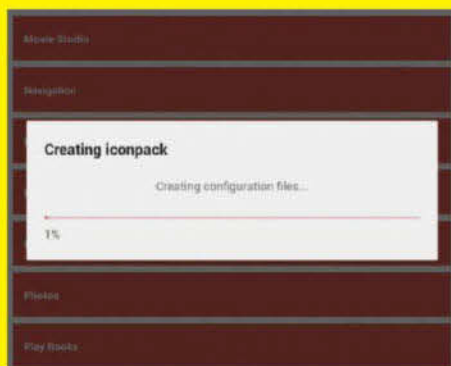 Movie Studio
Navigation
Creating iconpack
Creating configuration files...
1%
Photos
Play Books